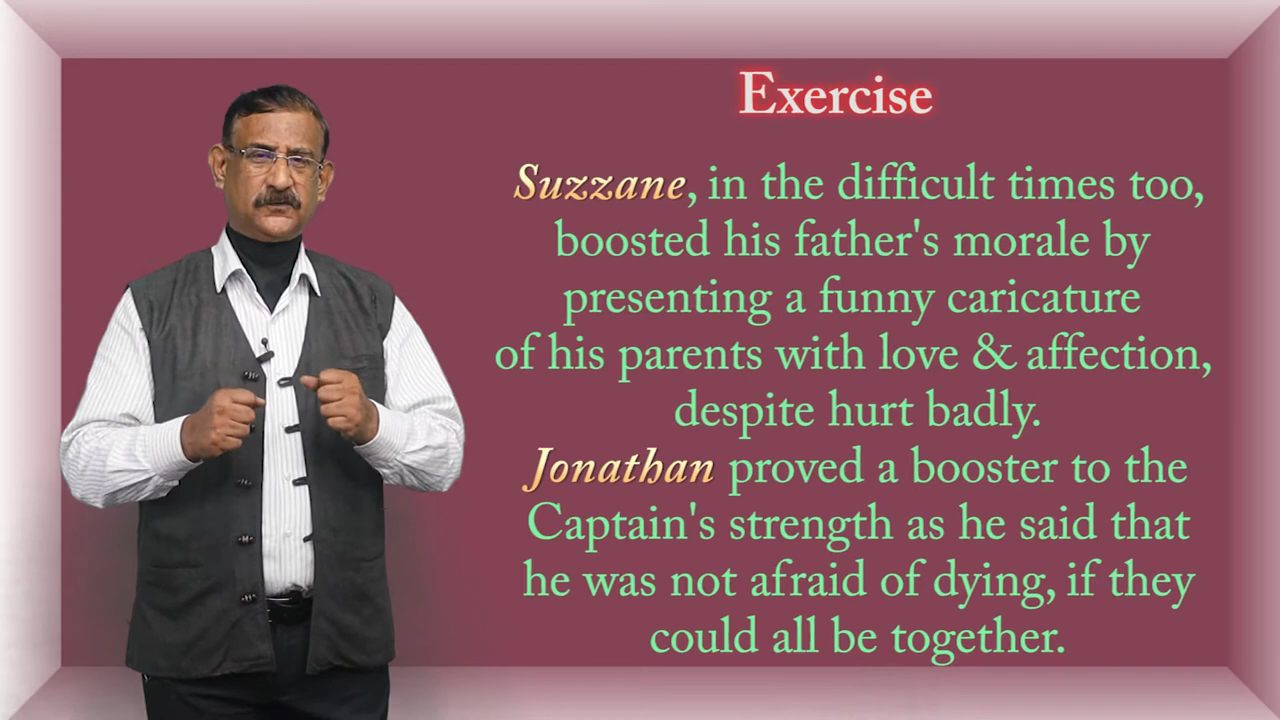 Exercise
Suzzane, in the difficult times too,
boosted his father's morale by
presenting a funny caricature
of his parents with love & affection,
despite hurt badly.
Jonathan proved a booster to the
Captain's strength as he said that
he was not afraid of dying, if they
could all be together.